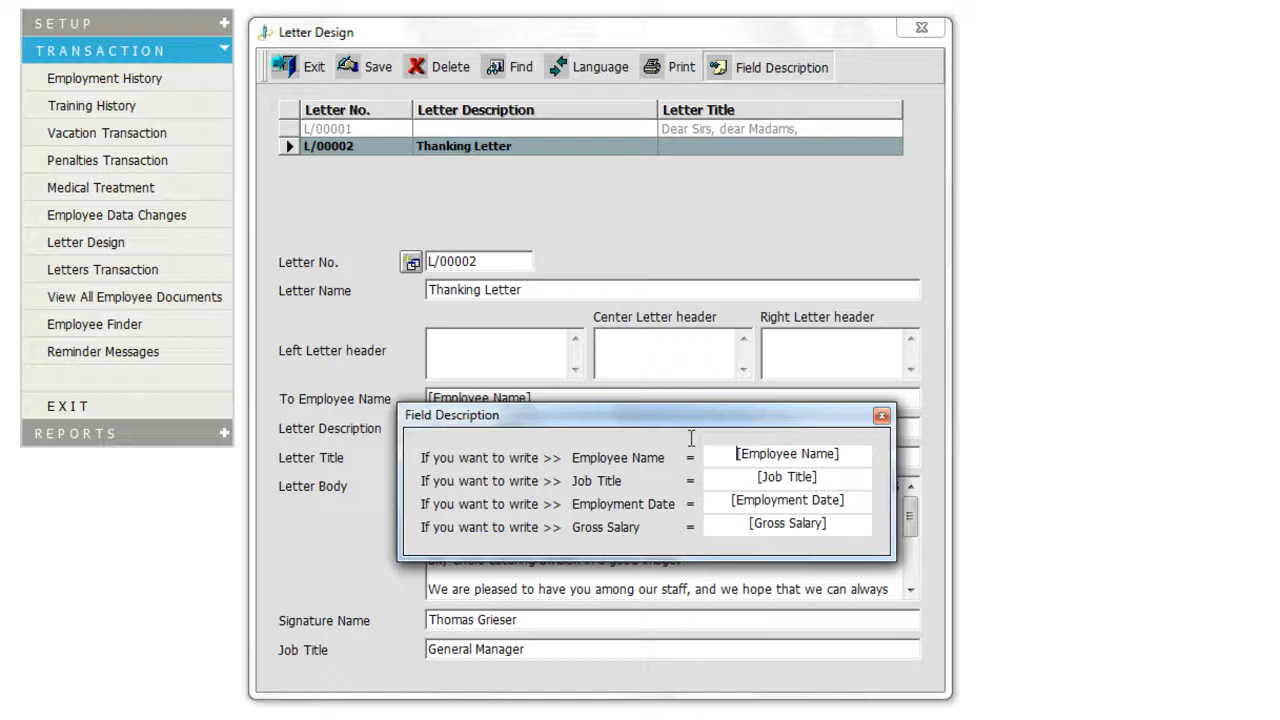 SETUP
TRANSACTION
Employment History
Training History
Vacation Transaction
Penalties Transaction
Medical Treatment
Employee Data Changes
Letter Design
Letters Transaction
View All Employee Documents
Employee Finder
Reminder Messages
EXIT
REPORTS
Letter Design
Exit Save Delete Find Language Print Field Description
Letter No. Letter Description Letter Title
L/00001 Dear Sirs, dear Madams,
L/00002 Thanking Letter
Letter No. L/00002
Letter Name Thanking Letter
Center Letter header Right Letter header
Left Letter header
To Employee Name [Employee Name]
Letter Description
Letter Title
Letter Body
Field Description
If you want to write >> Employee Name = [Employee Name]
If you want to write >> Job Title = [Job Title]
If you want to write >> Employment Date = [Employment Date]
If you want to write >> Gross Salary = [Gross Salary]
We are pleased to have you among our staff, and we hope that we can always
Signature Name Thomas Grieser
Job Title General Manager